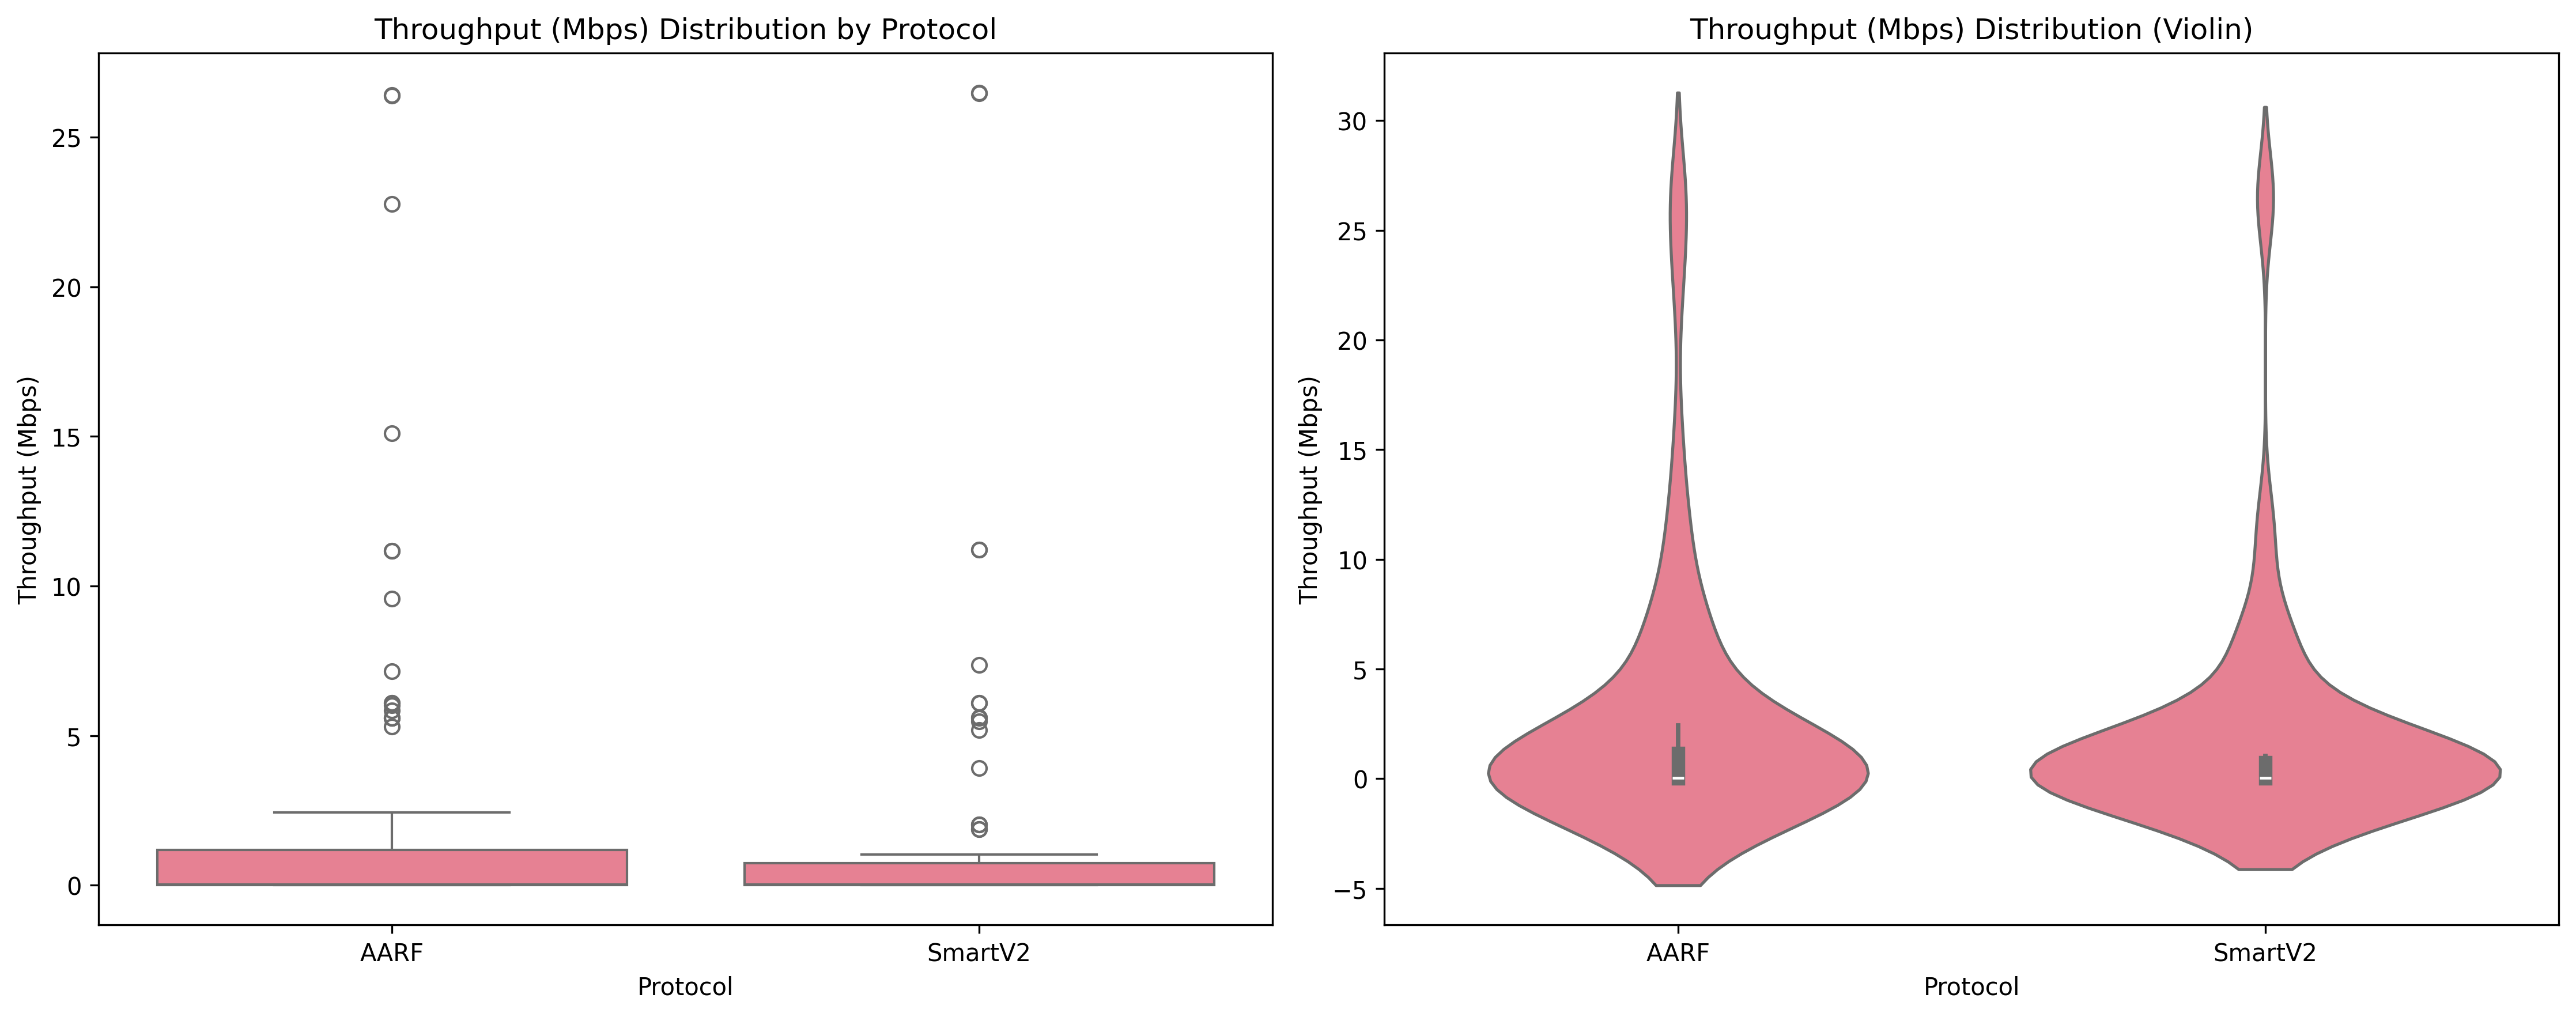 Throughput (Mbps) Distribution by Protocol
Throughput (Mbps)
25
20
15
10
5
0
AARF
SmartV2
Protocol
Throughput (Mbps) Distribution (Violin)
Throughput (Mbps)
30
25
20
15
10
5
0
−5
AARF
SmartV2
Protocol